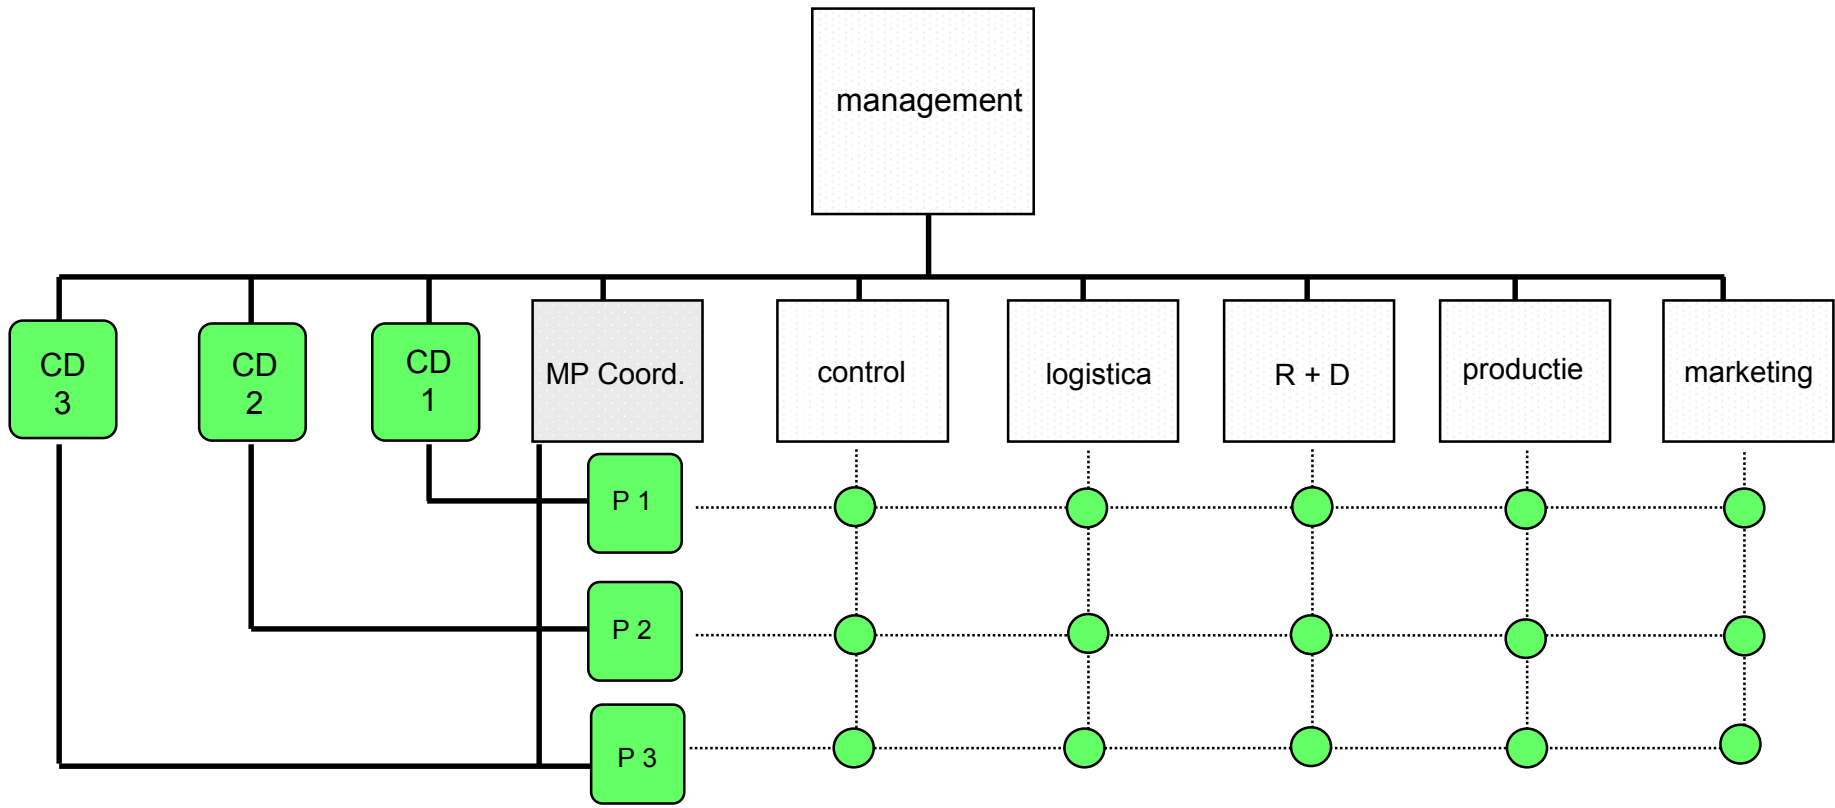 management
CD
3
CD
2
CD
1
MP Coord.
control
logistica
R + D
productie
marketing
P 1
P 2
P 3